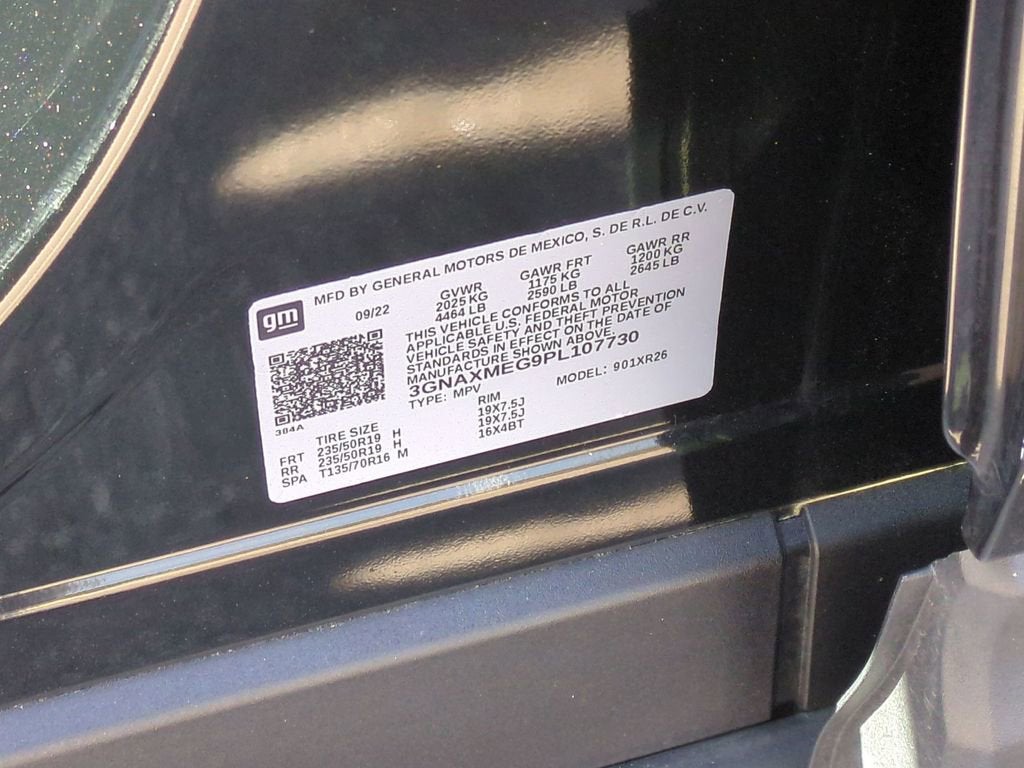 gm
MFD BY GENERAL MOTORS DE MEXICO, S. DE R.L. DE C.V.
09/22
GVWR GAWR FRT GAWR RR
2025 KG 1175 KG 1200 KG
4464 LB 2590 LB 2645 LB
THIS VEHICLE CONFORMS TO ALL
APPLICABLE U.S. FEDERAL MOTOR
VEHICLE SAFETY AND THEFT PREVENTION
STANDARDS IN EFFECT ON THE DATE OF
MANUFACTURE SHOWN ABOVE.
3GNAXMEG9PL107730
TYPE: MPV MODEL: 901XR26
304A
TIRE SIZE RIM
FRT 235/50R19 H 19X7.5J
RR 235/50R19 H 19X7.5J
SPA T135/70R16 M 16X4BT